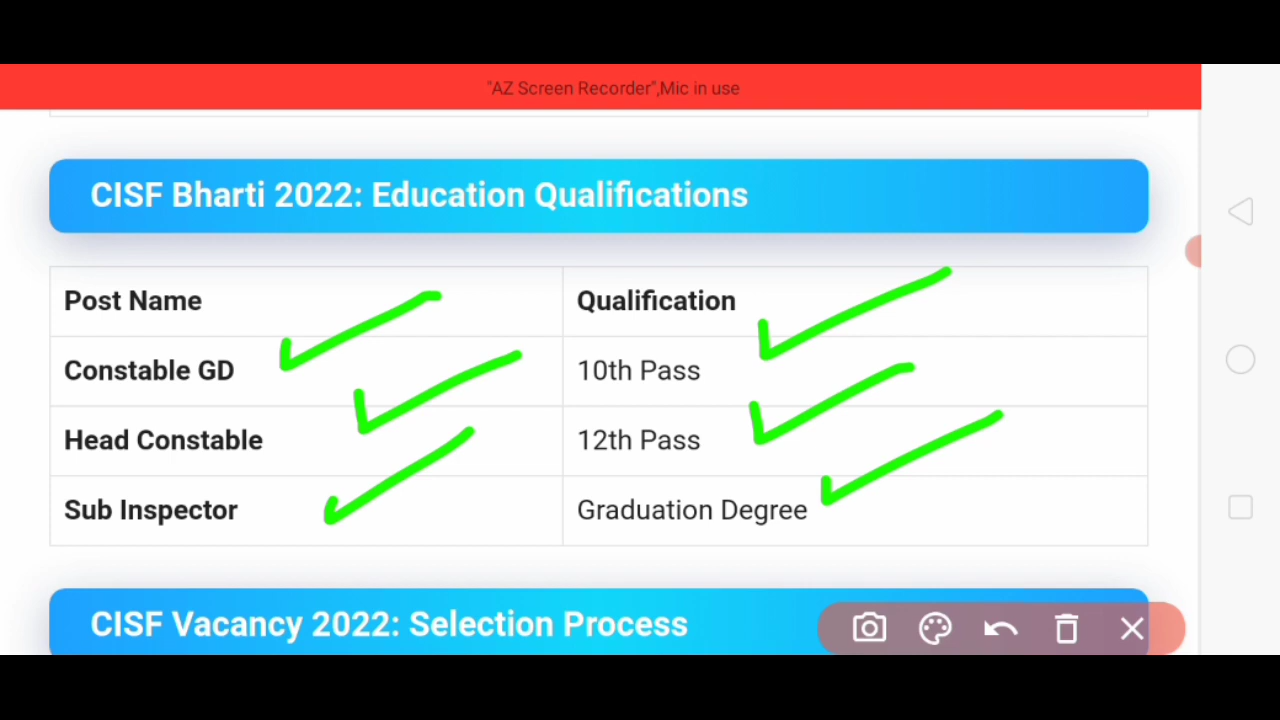 "AZ Screen Recorder",Mic in use
CISF Bharti 2022: Education Qualifications
Post Name Qualification
Constable GD 10th Pass
Head Constable 12th Pass
Sub Inspector Graduation Degree
CISF Vacancy 2022: Selection Process